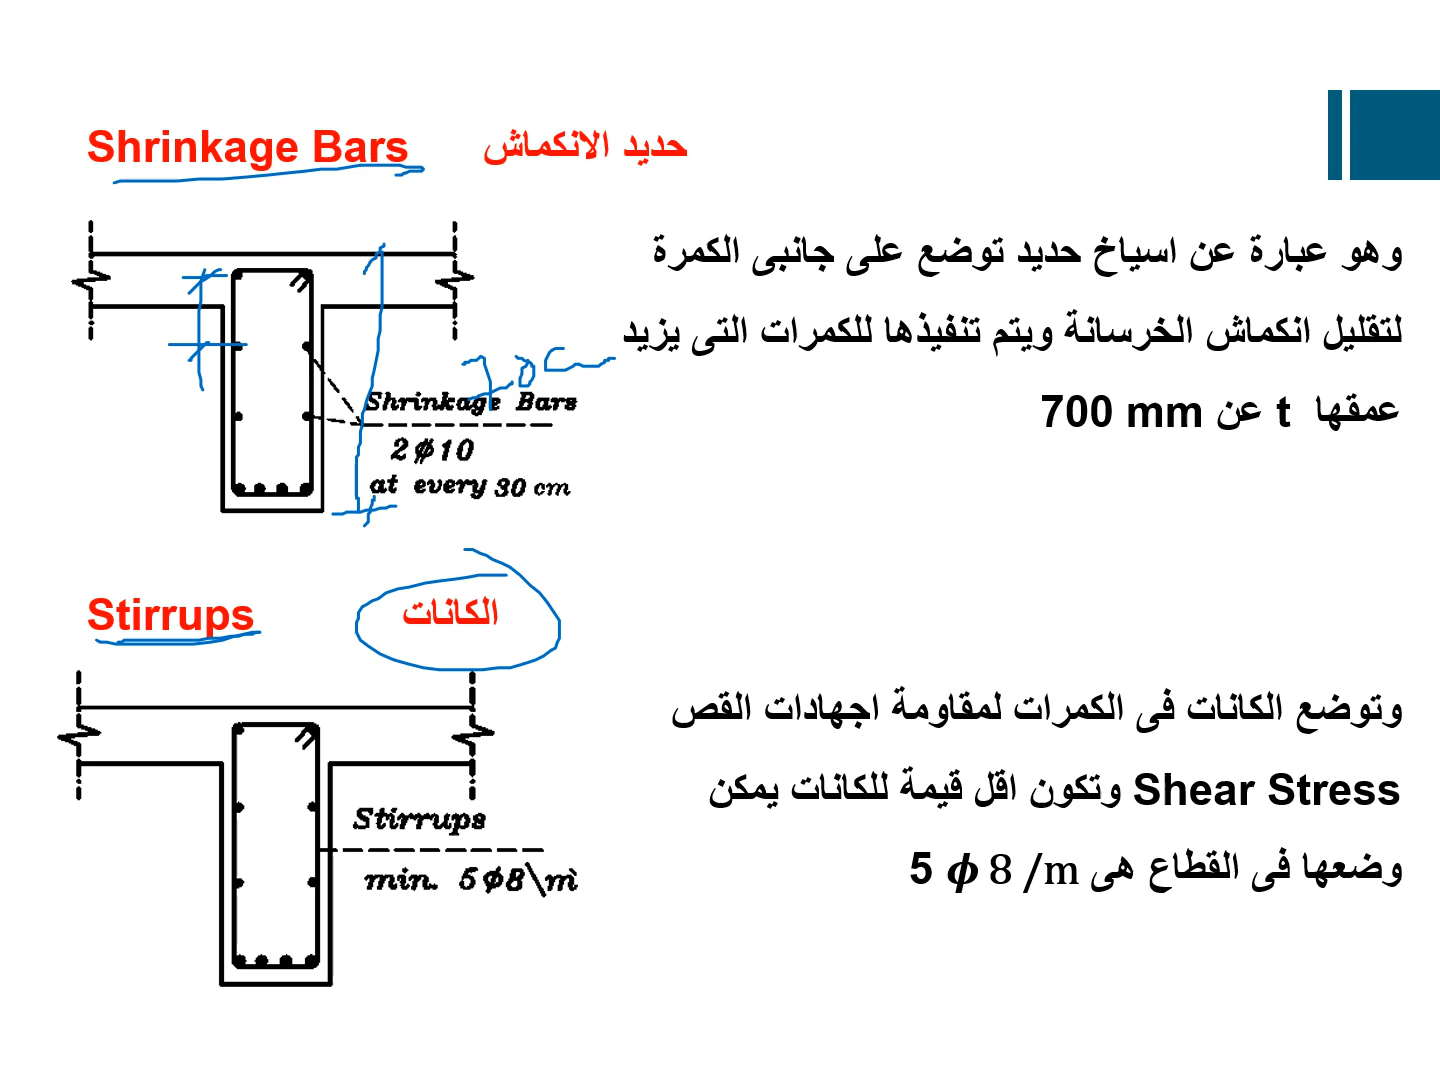 Shrinkage Bars حديد الانكماش
وهو عبارة عن اسياخ حديد توضع على جانبى الكمرة
لتقليل انكماش الخرسانة ويتم تنفيذها للكمرات التى يزيد
عمقها t عن 700 mm
Shrinkage Bars
2ϕ10
at every 30 cm
Stirrups الكانات
وتوضع الكانات فى الكمرات لمقاومة اجهادات القص
Shear Stress وتكون اقل قيمة للكانات يمكن
وضعها فى القطاع هى 5 ϕ 8 /m
Stirrups
min. 5ϕ8\m̀